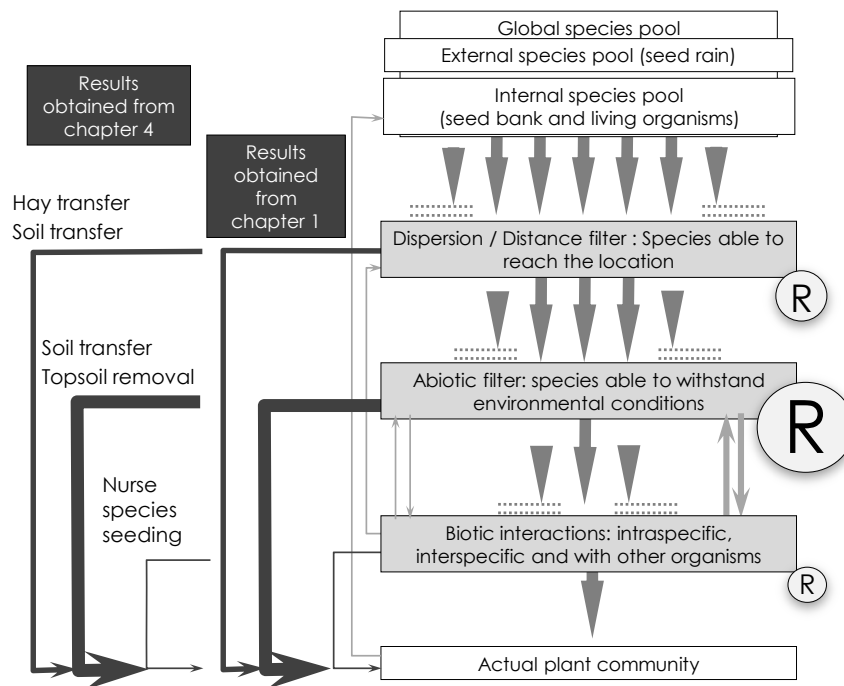 Global species pool
External species pool (seed rain)
Internal species pool
(seed bank and living organisms)
Results
obtained from
chapter 4
Results
obtained
from
chapter 1
Hay transfer
Soil transfer
Dispersion / Distance filter : Species able to
reach the location
R
Soil transfer
Topsoil removal
Abiotic filter: species able to withstand
environmental conditions
R
Nurse
species
seeding
Biotic interactions: intraspecific,
interspecific and with other organisms
R
Actual plant community